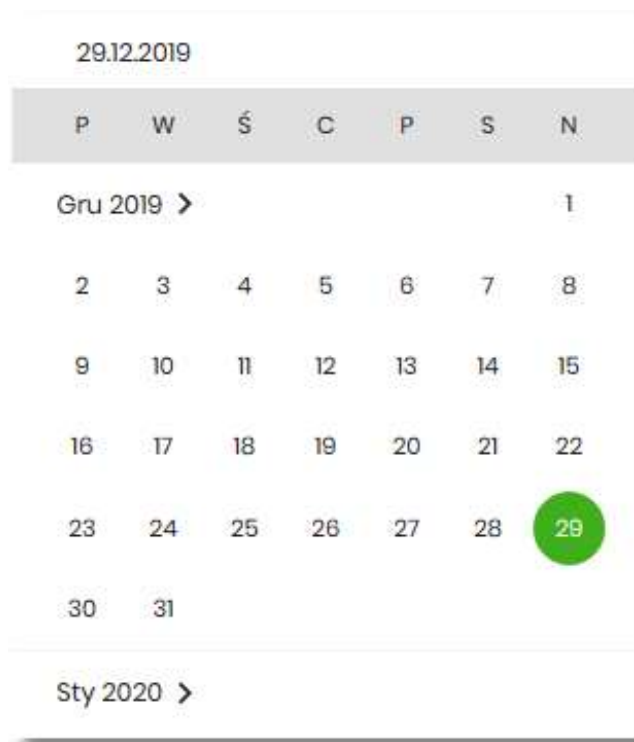 29.12.2019
P W Ś C P S N
Gru 2019 1
2 3 4 5 6 7 8
9 10 11 12 13 14 15
16 17 18 19 20 21 22
23 24 25 26 27 28 29
30 31
Sty 2020